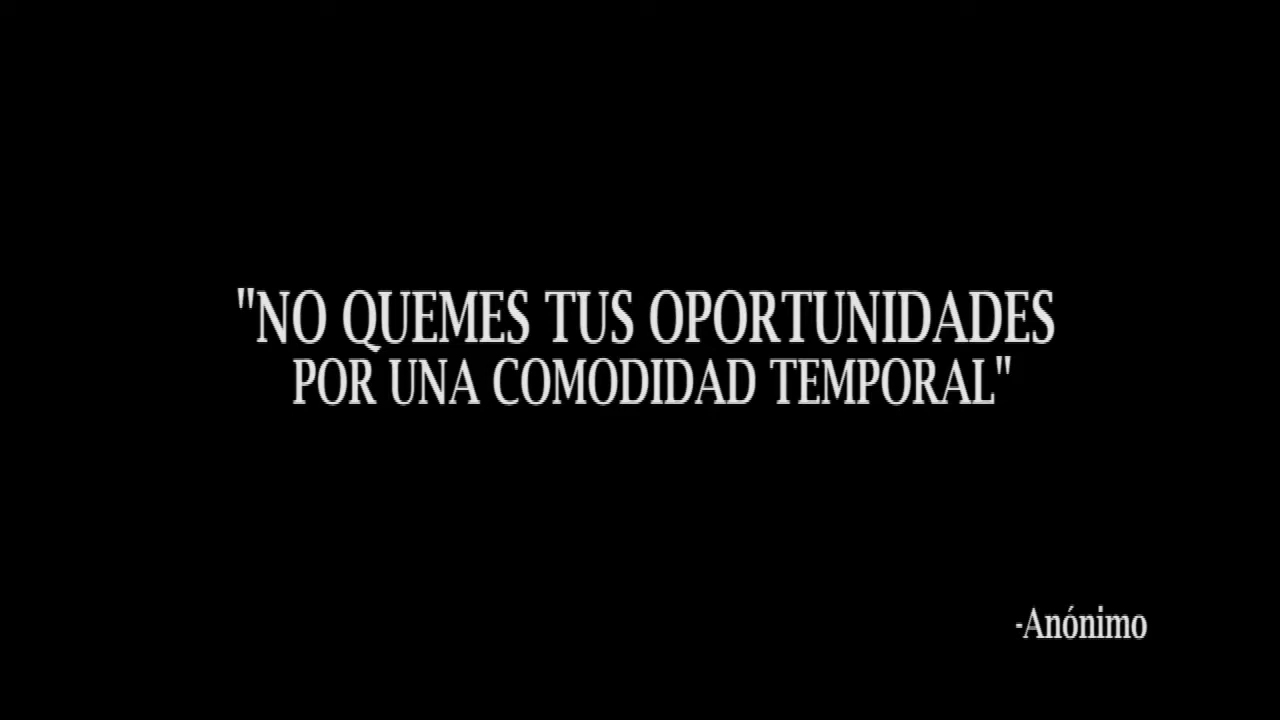 "NO QUEMES TUS OPORTUNIDADES
POR UNA COMODIDAD TEMPORAL"
-Anónimo